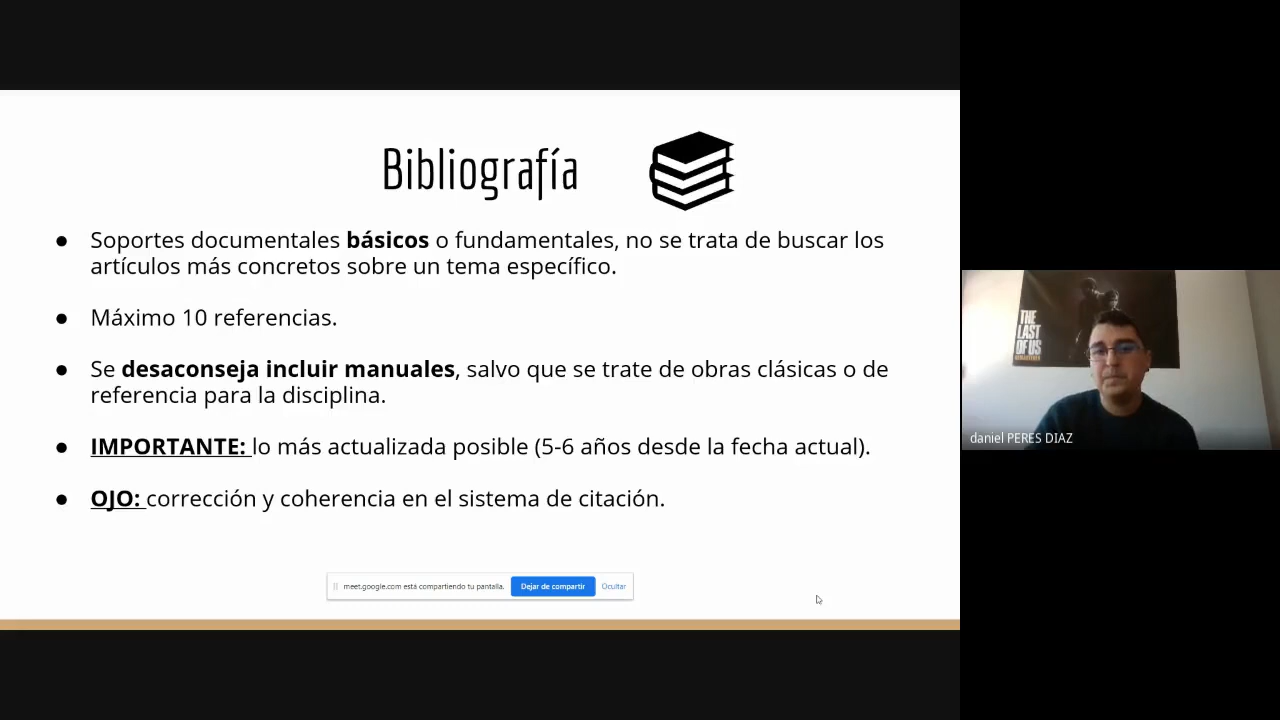 Bibliografía
● Soportes documentales básicos o fundamentales, no se trata de buscar los
artículos más concretos sobre un tema específico.
● Máximo 10 referencias.
● Se desaconseja incluir manuales, salvo que se trate de obras clásicas o de
referencia para la disciplina.
● IMPORTANTE: lo más actualizada posible (5-6 años desde la fecha actual).
● OJO: corrección y coherencia en el sistema de citación.
meet.google.com está compartiendo tu pantalla. Dejar de compartir Ocultar
THE
LAST
OF US
REMASTERED
daniel PERES DIAZ